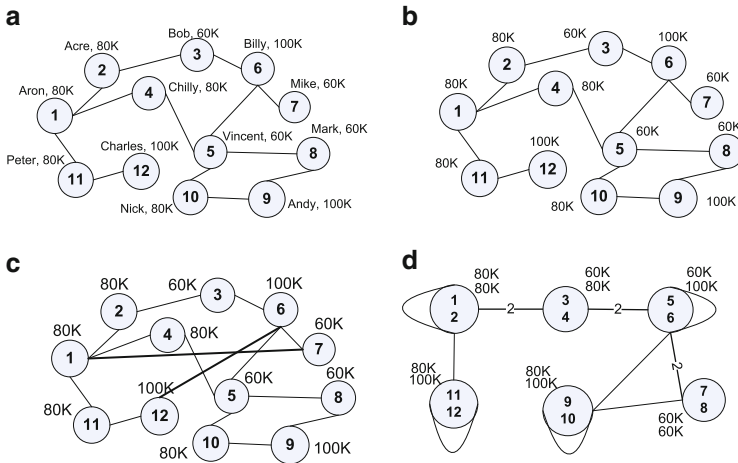 a
Acre, 80K
Bob, 60K
Billy, 100K
2
3
6
Aron, 80K
4
Chilly, 80K
Mike, 60K
1
7
Peter, 80K
Charles, 100K
Vincent, 60K
Mark, 60K
11
12
5
8
Nick, 80K
10
9
Andy, 100K
b
80K
60K
100K
2
3
6
80K
4
80K
60K
1
7
80K
100K
60K
60K
11
12
5
8
80K
10
9
100K
c
80K
60K
100K
2
3
6
80K
4
80K
60K
1
7
80K
100K
60K
60K
11
12
5
8
80K
10
9
100K
d
80K
80K
60K
80K
60K
100K
1
2
2
3
4
2
5
6
80K
100K
80K
100K
2
11
12
9
10
7
8
60K
60K